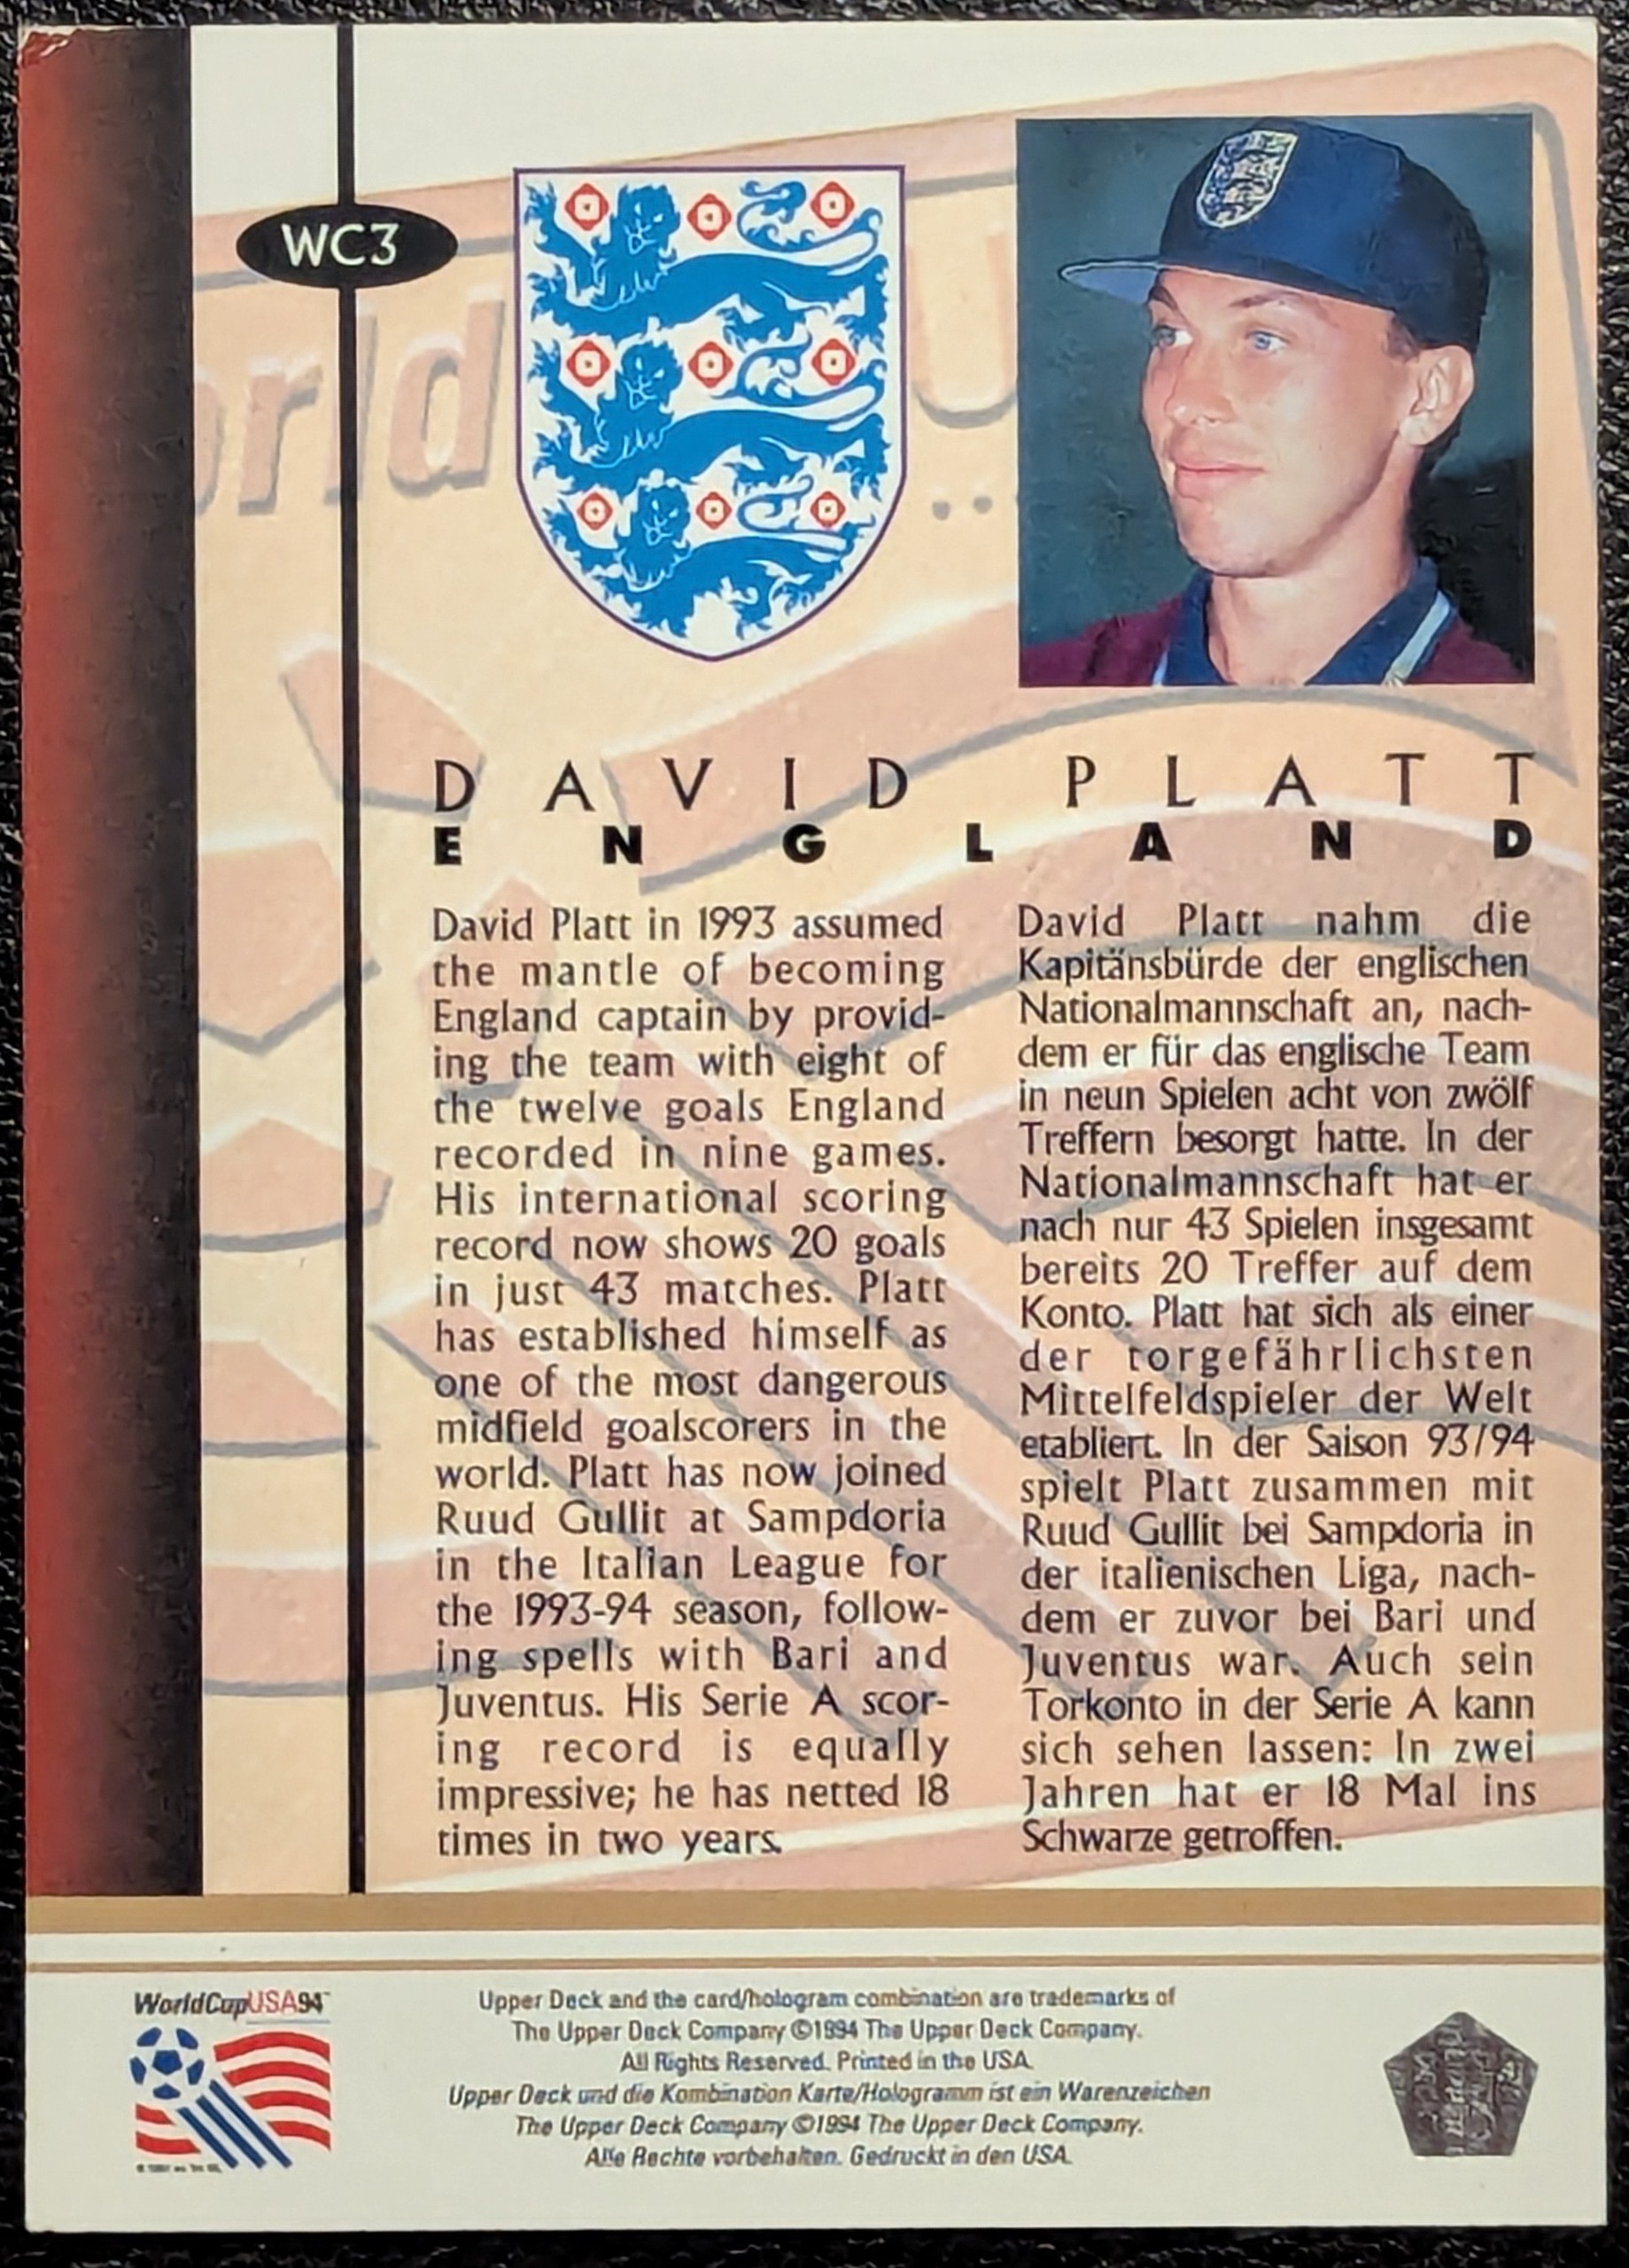 WC3
orld
U
DAVID PLATT
ENGLAND
David Platt in 1993 assumed
the mantle of becoming
England captain by provid-
ing the team with eight of
the twelve goals England
recorded in nine games.
His international scoring
record now shows 20 goals
in just 43 matches. Platt
has established himself as
one of the most dangerous
midfield goalscorers in the
world. Platt has now joined
Ruud Gullit at Sampdoria
in the Italian League for
the 1993-94 season, follow-
ing spells with Bari and
Juventus. His Serie A scor-
ing record is equally
impressive; he has netted 18
times in two years.
David Platt nahm die
Kapitänsbürde der englischen
Nationalmannschaft an, nach-
dem er für das englische Team
in neun Spielen acht von zwölf
Treffern besorgt hatte. In der
Nationalmannschaft hat er
nach nur 43 Spielen insgesamt
bereits 20 Treffer auf dem
Konto. Platt hat sich als einer
der torgefährlichsten
Mittelfeldspieler der Welt
etabliert. In der Saison 93/94
spielt Platt zusammen mit
Ruud Gullit bei Sampdoria in
der italienischen Liga, nach-
dem er zuvor bei Bari und
Juventus war. Auch sein
Torkonto in der Serie A kann
sich sehen lassen: In zwei
Jahren hat er 18 Mal ins
Schwarze getroffen.
WorldCupUSA94™
Upper Deck and the card/hologram combination are trademarks of
The Upper Deck Company ©1994 The Upper Deck Company.
All Rights Reserved. Printed in the USA.
Upper Deck und die Kombination Karte/Hologramm ist ein Warenzeichen
The Upper Deck Company ©1994 The Upper Deck Company.
Alle Rechte vorbehalten. Gedruckt in den USA.